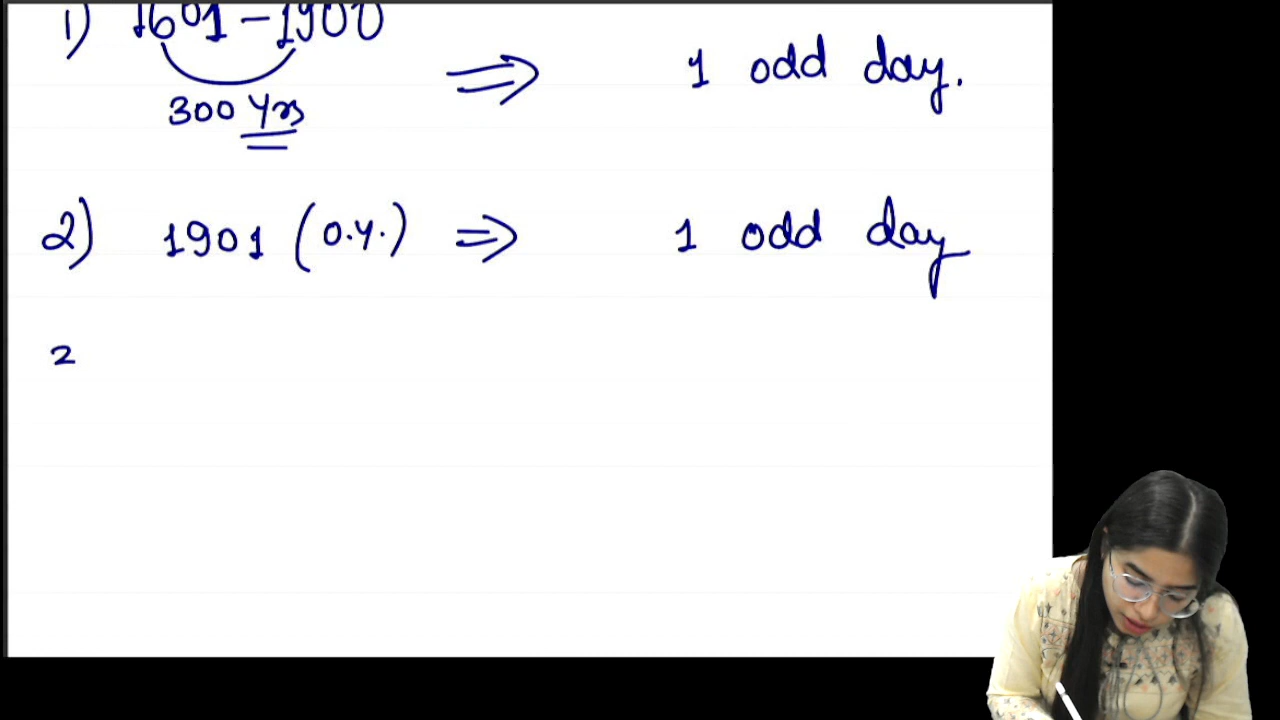 1) 1601 - 1900 ⇒ 1 odd day.
300 Yrs
2) 1901 (O.Y.) ⇒ 1 odd day
2